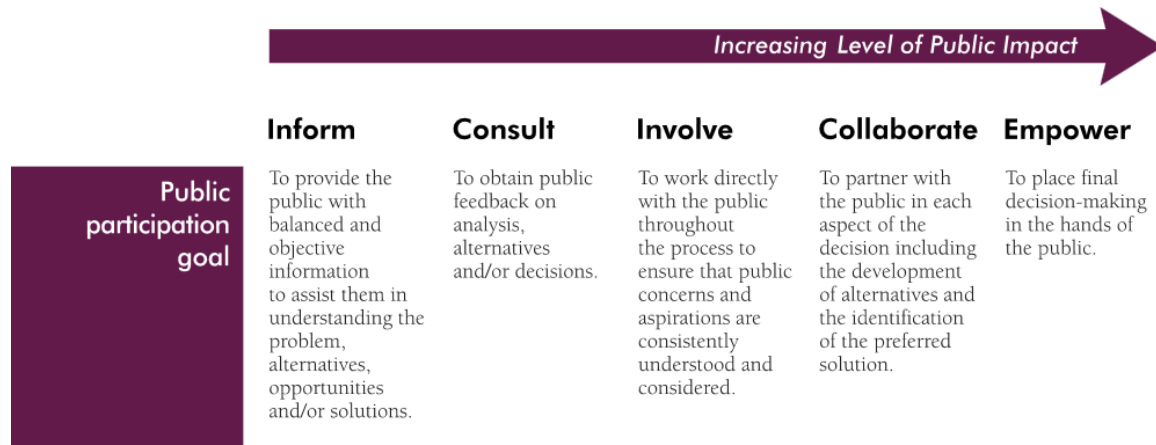 Increasing Level of Public Impact
Inform
Consult
Involve
Collaborate
Empower
Public
participation
goal
To provide the
public with
balanced and
objective
information
to assist them in
understanding the
problem,
alternatives,
opportunities
and/or solutions.
To obtain public
feedback on
analysis,
alternatives
and/or decisions.
To work directly
with the public
throughout
the process to
ensure that public
concerns and
aspirations are
consistently
understood and
considered.
To partner with
the public in each
aspect of the
decision including
the development
of alternatives and
the identification
of the preferred
solution.
To place final
decision-making
in the hands of
the public.